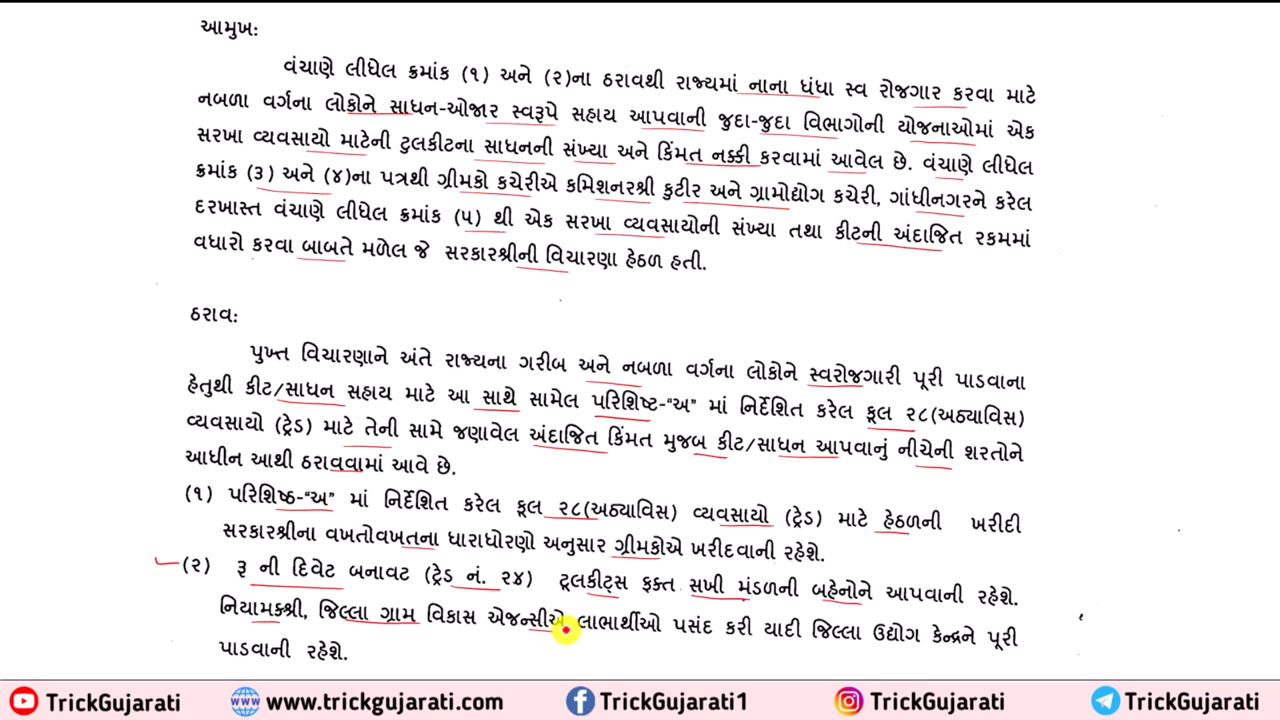 આમુખ:
વંચાણે લીધેલ ક્રમાંક (૧) અને (૨)ના ઠરાવથી રાજ્યમાં નાના ધંધા સ્વ રોજગાર કરવા માટે
નબળા વર્ગના લોકોને સાધન-ઓજાર સ્વરૂપે સહાય આપવાની જુદા-જુદા વિભાગોની યોજનાઓમાં એક
સરખા વ્યવસાયો માટેની ટુલકીટના સાધનની સંખ્યા અને કિંમત નક્કી કરવામાં આવેલ છે. વંચાણે લીધેલ
ક્રમાંક (૩) અને (૪)ના પત્રથી ગ્રીમકો કચેરીએ કમિશનરશ્રી કુટીર અને ગ્રામોદ્યોગ કચેરી, ગાંધીનગરને કરેલ
દરખાસ્ત વંચાણે લીધેલ ક્રમાંક (૫) થી એક સરખા વ્યવસાયોની સંખ્યા તથા કીટની અંદાજિત રકમમાં
વધારો કરવા બાબતે મળેલ જે સરકારશ્રીની વિચારણા હેઠળ હતી.
ઠરાવ:
પુખ્ત વિચારણાને અંતે રાજ્યના ગરીબ અને નબળા વર્ગના લોકોને સ્વરોજગારી પૂરી પાડવાના
હેતુથી કીટ/સાધન સહાય માટે આ સાથે સામેલ પરિશિષ્ટ-“અ” માં નિર્દેશિત કરેલ કૂલ ૨૮(અઠ્યાવિસ)
વ્યવસાયો (ટ્રેડ) માટે તેની સામે જણાવેલ અંદાજિત કિંમત મુજબ કીટ/સાધન આપવાનું નીચેની શરતોને
આધીન આથી ઠરાવવામાં આવે છે.
(૧) પરિશિષ્ઠ-“અ” માં નિર્દેશિત કરેલ કૂલ ૨૮(અઠ્યાવિસ) વ્યવસાયો (ટ્રેડ) માટે હેઠળની ખરીદી
સરકારશ્રીના વખતોવખતના ધારાધોરણો અનુસાર ગ્રીમકોએ ખરીદવાની રહેશે.
(૨) રૂ ની દિવેટ બનાવટ (ટ્રેડ નં. ૨૪) ટૂલકીટ્સ ફક્ત સખી મંડળની બહેનોને આપવાની રહેશે.
નિયામકશ્રી, જિલ્લા ગ્રામ વિકાસ એજન્સીએ લાભાર્થીઓ પસંદ કરી યાદી જિલ્લા ઉદ્યોગ કેન્દ્રને પૂરી
પાડવાની રહેશે.
TrickGujarati www.trickgujarati.com TrickGujarati1 TrickGujarati TrickGujarati